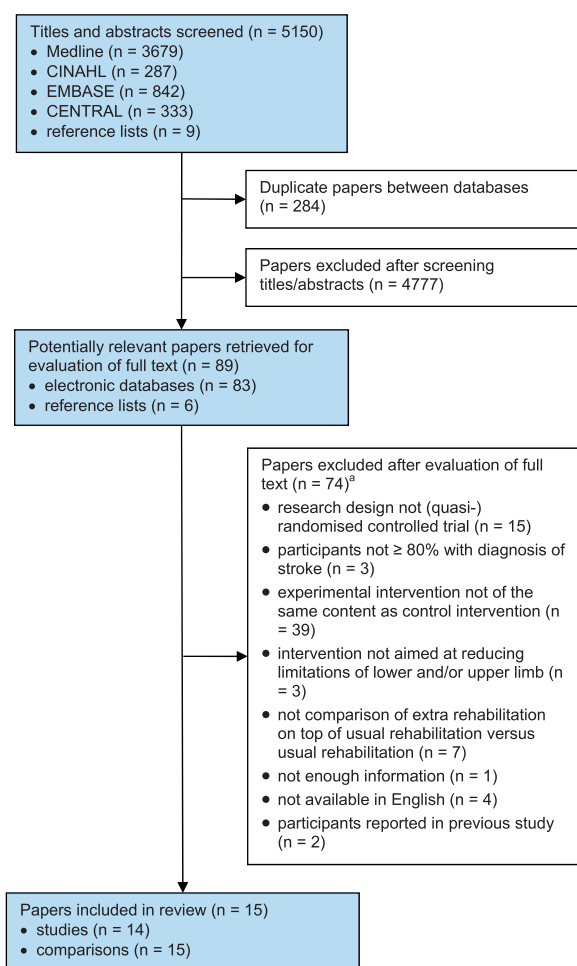 Titles and abstracts screened (n = 5150)
• Medline (n = 3679)
• CINAHL (n = 287)
• EMBASE (n = 842)
• CENTRAL (n = 333)
• reference lists (n = 9)
Duplicate papers between databases
(n = 284)
Papers excluded after screening
titles/abstracts (n = 4777)
Potentially relevant papers retrieved for
evaluation of full text (n = 89)
• electronic databases (n = 83)
• reference lists (n = 6)
Papers excluded after evaluation of full
text (n = 74)a
• research design not (quasi-)
randomised controlled trial (n = 15)
• participants not ≥ 80% with diagnosis of
stroke (n = 3)
• experimental intervention not of the
same content as control intervention (n
= 39)
• intervention not aimed at reducing
limitations of lower and/or upper limb (n
= 3)
• not comparison of extra rehabilitation
on top of usual rehabilitation versus
usual rehabilitation (n = 7)
• not enough information (n = 1)
• not available in English (n = 4)
• participants reported in previous study
(n = 2)
Papers included in review (n = 15)
• studies (n = 14)
• comparisons (n = 15)